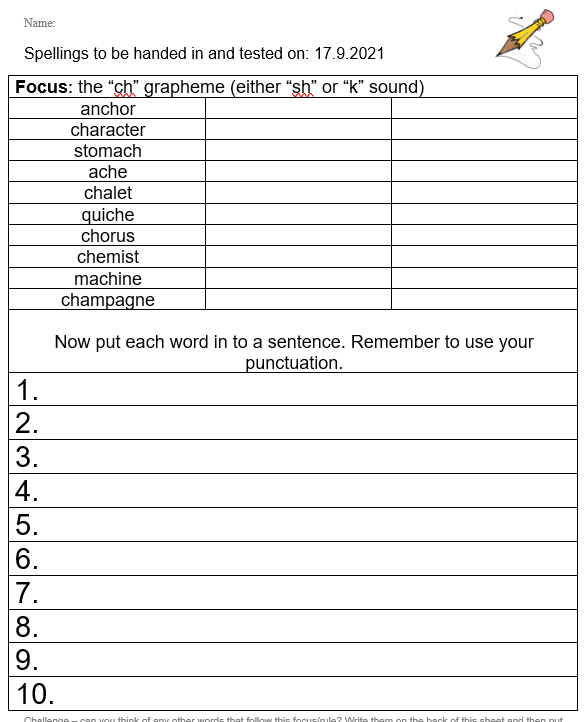 Name:
Spellings to be handed in and tested on: 17.9.2021
Focus: the “ch” grapheme (either “sh” or “k” sound)
anchor
character
stomach
ache
chalet
quiche
chorus
chemist
machine
champagne
Now put each word in to a sentence. Remember to use your
punctuation.
1.
2.
3.
4.
5.
6.
7.
8.
9.
10.
Challenge – can you think of any other words that follow this focus/rule? Write them on the back of this sheet and then put